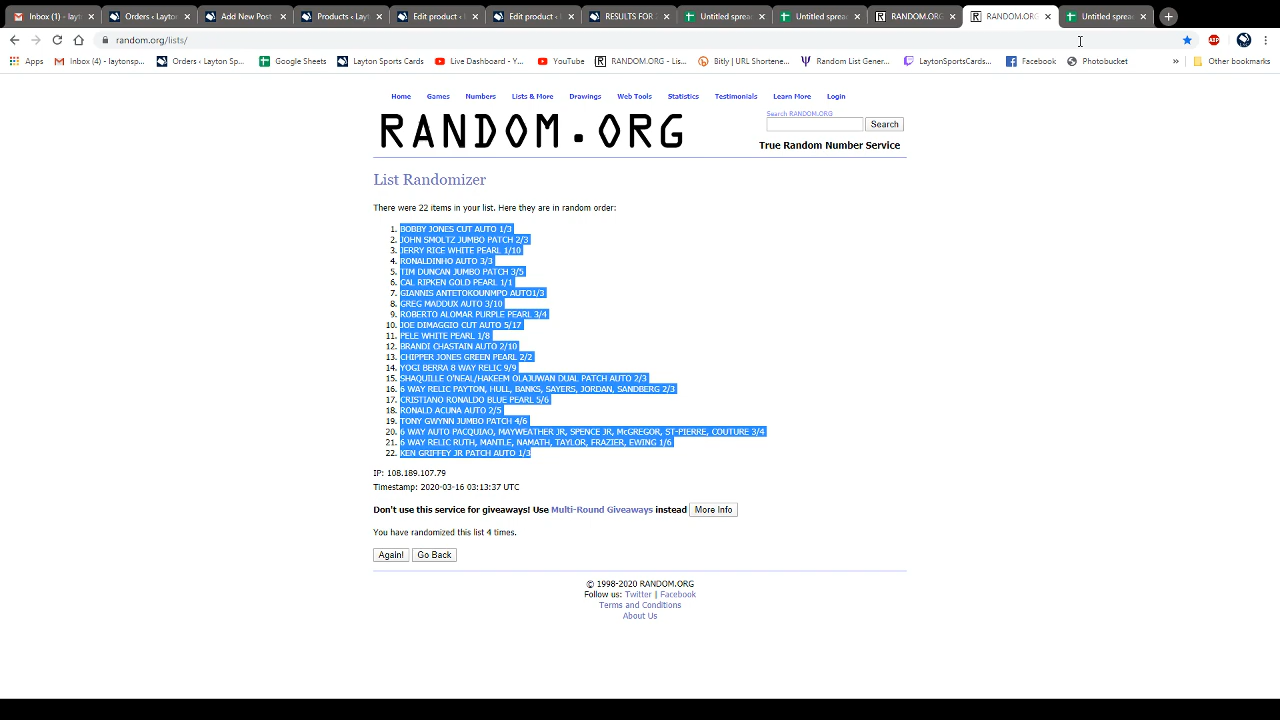 Inbox (1) - layt
Orders ‹ Layton
Add New Post
Products ‹ Layt
Edit product ‹
Edit product ‹
RESULTS FOR
Untitled spre
Untitled spre
RANDOM.ORG
RANDOM.ORG
Untitled sprea
random.org/lists/
Apps
Inbox (4) - laytonsp...
Orders ‹ Layton Sp...
Google Sheets
Layton Sports Cards
Live Dashboard - Y...
YouTube
RANDOM.ORG - Lis...
Bitly | URL Shortene...
Random List Gener...
LaytonSportsCards...
Facebook
Photobucket
»
Other bookmarks
Home Games Numbers Lists & More Drawings Web Tools Statistics Testimonials Learn More Login
Search RANDOM.ORG
RANDOM.ORG
Search
True Random Number Service
List Randomizer
There were 22 items in your list. Here they are in random order:
1. BOBBY JONES CUT AUTO 1/3
2. JOHN SMOLTZ JUMBO PATCH 2/3
3. JERRY RICE WHITE PEARL 1/10
4. RONALDINHO AUTO 3/3
5. TIM DUNCAN JUMBO PATCH 3/5
6. CAL RIPKEN GOLD PEARL 1/1
7. GIANNIS ANTETOKOUNMPO AUTO1/3
8. GREG MADDUX AUTO 3/10
9. ROBERTO ALOMAR PURPLE PEARL 3/4
10. JOE DIMAGGIO CUT AUTO 5/17
11. PELE WHITE PEARL 1/8
12. BRANDI CHASTAIN AUTO 2/10
13. CHIPPER JONES GREEN PEARL 2/2
14. YOGI BERRA 8 WAY RELIC 9/9
15. SHAQUILLE O'NEAL/HAKEEM OLAJUWAN DUAL PATCH AUTO 2/3
16. 6 WAY RELIC PAYTON, HULL, BANKS, SAYERS, JORDAN, SANDBERG 2/3
17. CRISTIANO RONALDO BLUE PEARL 5/6
18. RONALD ACUNA AUTO 2/5
19. TONY GWYNN JUMBO PATCH 4/6
20. 6 WAY AUTO PACQUIAO, MAYWEATHER JR, SPENCE JR, McGREGOR, ST-PIERRE, COUTURE 3/4
21. 6 WAY RELIC RUTH, MANTLE, NAMATH, TAYLOR, FRAZIER, EWING 1/6
22. KEN GRIFFEY JR PATCH AUTO 1/3
IP: 108.189.107.79
Timestamp: 2020-03-16 03:13:37 UTC
Don't use this service for giveaways! Use Multi-Round Giveaways instead More Info
You have randomized this list 4 times.
Again! Go Back
© 1998-2020 RANDOM.ORG
Follow us: Twitter | Facebook
Terms and Conditions
About Us